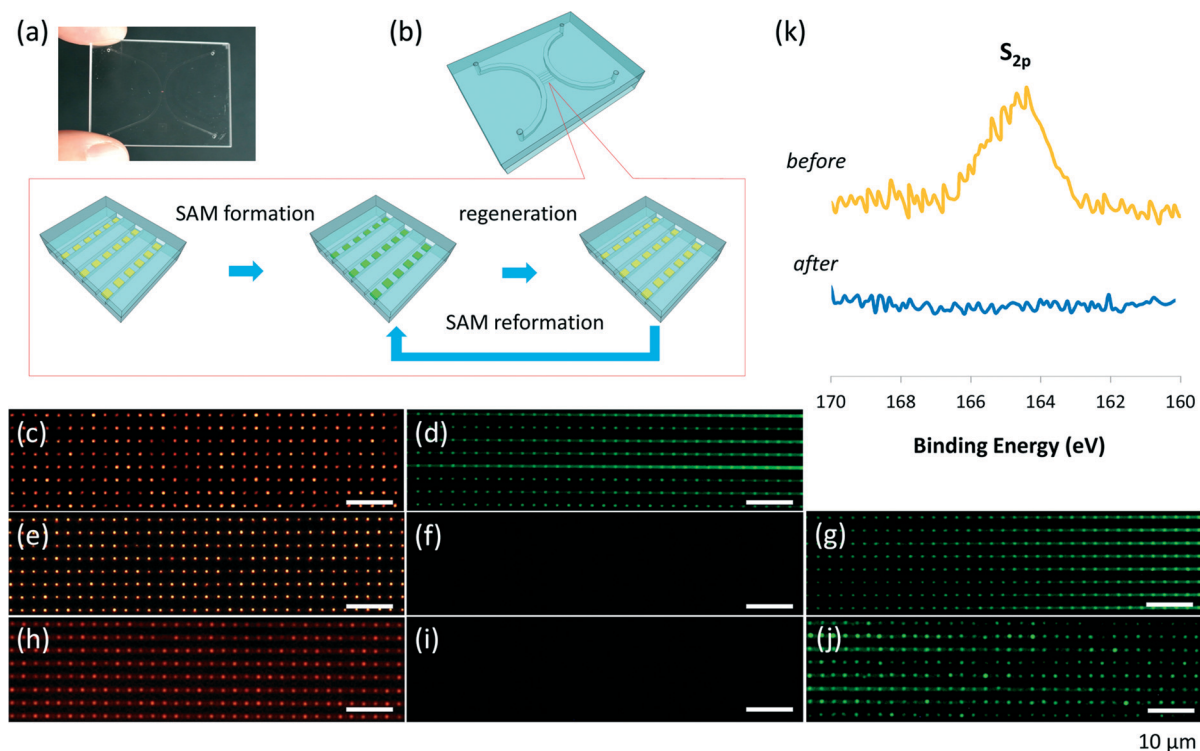 (a)
(b)
SAM formation
regeneration
SAM reformation
(k)
S2p
before
after
170 168 166 164 162 160
Binding Energy (eV)
(c)
(d)
(e)
(f)
(g)
(h)
(i)
(j)
10 μm